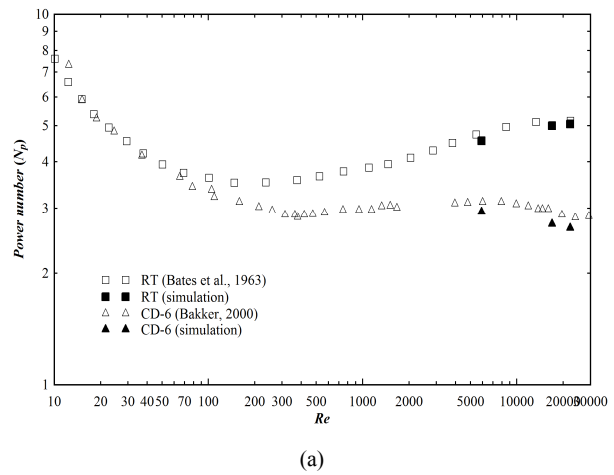 10
9
8
7
6
5
4
3
2
1
Power number (Np)
RT (Bates et al., 1963)
RT (simulation)
CD-6 (Bakker, 2000)
CD-6 (simulation)
10 20 30 40 50 70 100 200 300 500 1000 2000 5000 10000 20000 30000
Re
(a)